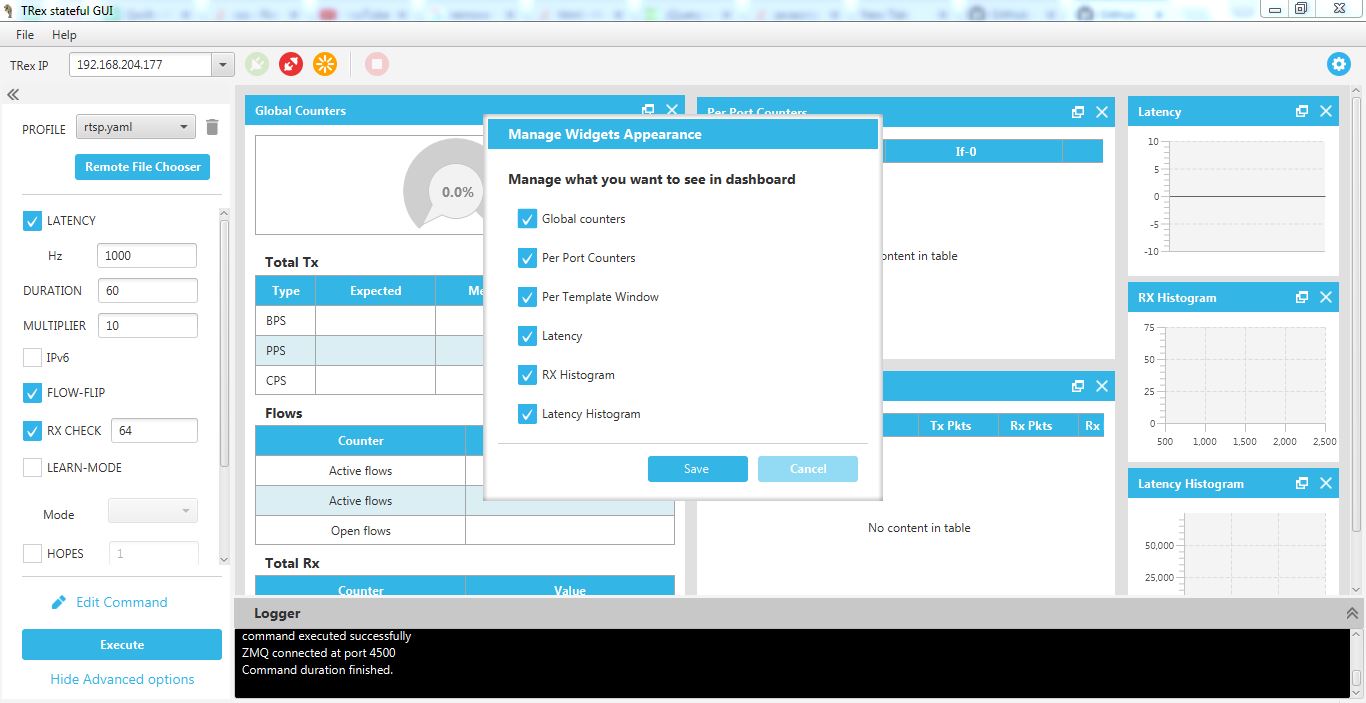 TRex stateful GUI
File Help
TRex IP 192.168.204.177
PROFILE rtsp.yaml
Remote File Chooser
LATENCY
Hz 1000
DURATION 60
MULTIPLIER 10
IPv6
FLOW-FLIP
RX CHECK 64
LEARN-MODE
Mode
HOPES 1
Edit Command
Execute
Hide Advanced options
Global Counters
0.0%
Total Tx
Type Expected
BPS
PPS
CPS
Flows
Counter
Active flows
Active flows
Open flows
Total Rx
Counter Value
Manage Widgets Appearance
Manage what you want to see in dashboard
Global counters
Per Port Counters
Per Template Window
Latency
RX Histogram
Latency Histogram
Save Cancel
Per Port Counters
If-0
content in table
Tx Pkts Rx Pkts Rx
No content in table
Latency
10
5
0
-5
-10
RX Histogram
75
50
25
0
500 1,000 1,500 2,000 2,500
Latency Histogram
50,000
25,000
Logger
command executed successfully
ZMQ connected at port 4500
Command duration finished.